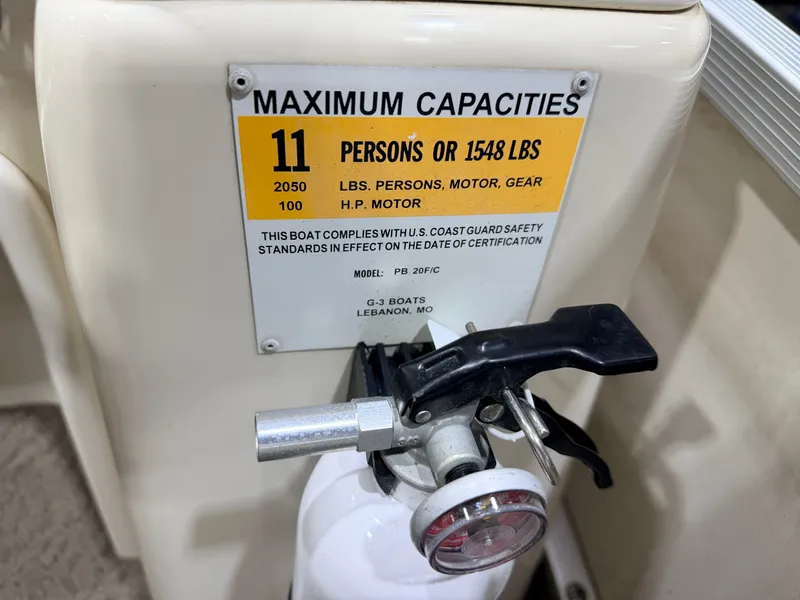 MAXIMUM CAPACITIES
11 PERSONS OR 1548 LBS
2050 LBS. PERSONS, MOTOR, GEAR
100 H.P. MOTOR
THIS BOAT COMPLIES WITH U.S. COAST GUARD SAFETY
STANDARDS IN EFFECT ON THE DATE OF CERTIFICATION
MODEL: PB 20F/C
G-3 BOATS
LEBANON, MO